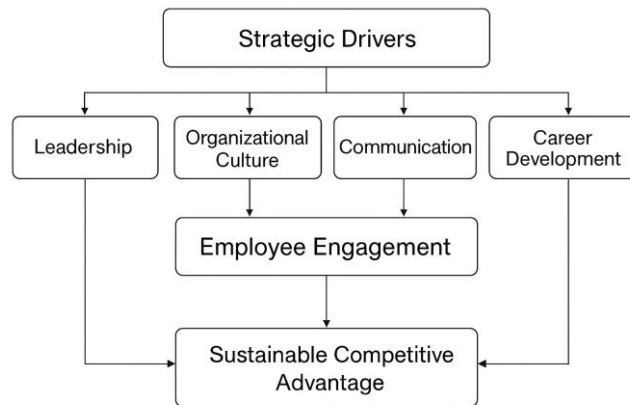 Strategic Drivers
Leadership
Organizational
Culture
Communication
Career
Development
Employee Engagement
Sustainable Competitive
Advantage